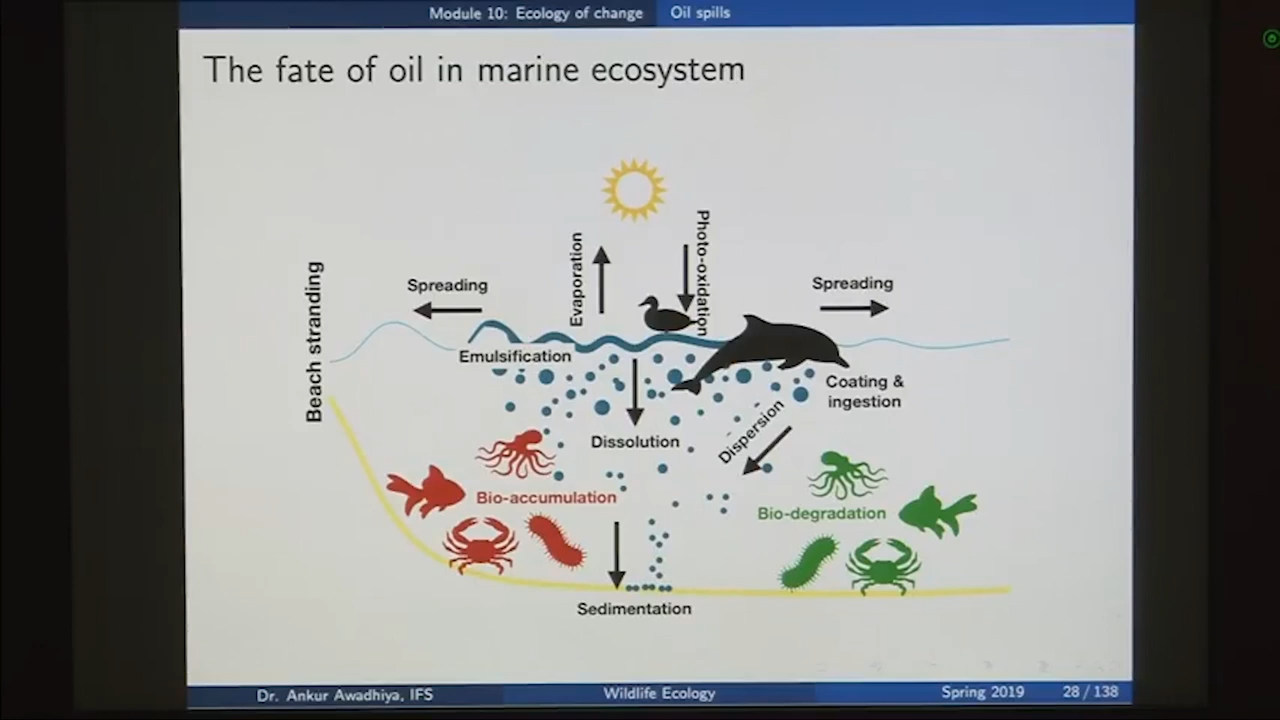 Module 10: Ecology of change Oil spills
The fate of oil in marine ecosystem
Beach stranding
Spreading
Evaporation
Photo-oxidation
Spreading
Emulsification
Coating &
ingestion
Dissolution
Dispersion
Bio-accumulation
Bio-degradation
Sedimentation
Dr. Ankur Awadhiya, IFS Wildlife Ecology Spring 2019 28 / 138